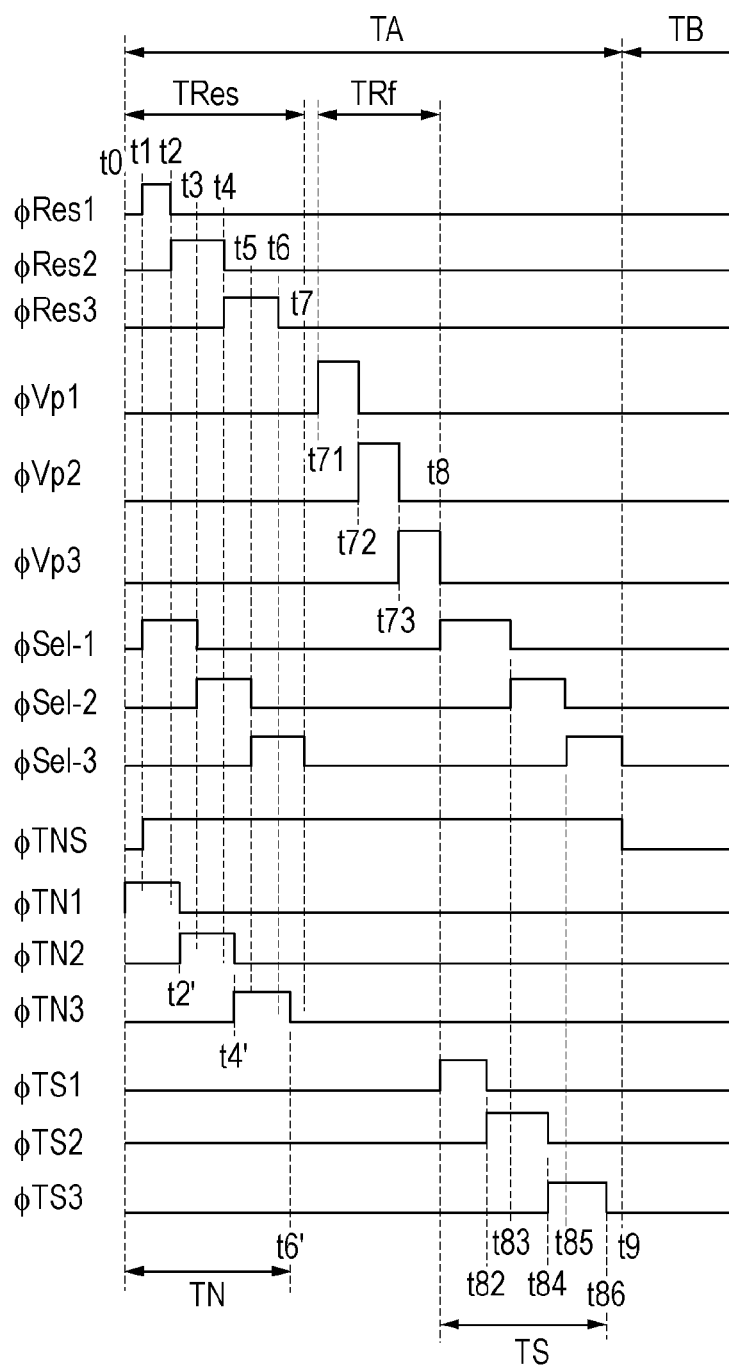 TA TB
TRes TRf
t0 t1 t2 t3 t4
ϕRes1
ϕRes2 t5 t6
ϕRes3 t7
ϕVp1
t71 t8
ϕVp2
t72
ϕVp3
t73
ϕSel-1
ϕSel-2
ϕSel-3
ϕTNS
ϕTN1
ϕTN2
t2'
ϕTN3
t4'
ϕTS1
ϕTS2
ϕTS3
t6' t83 t85 t9
TN t82 t84 t86
TS